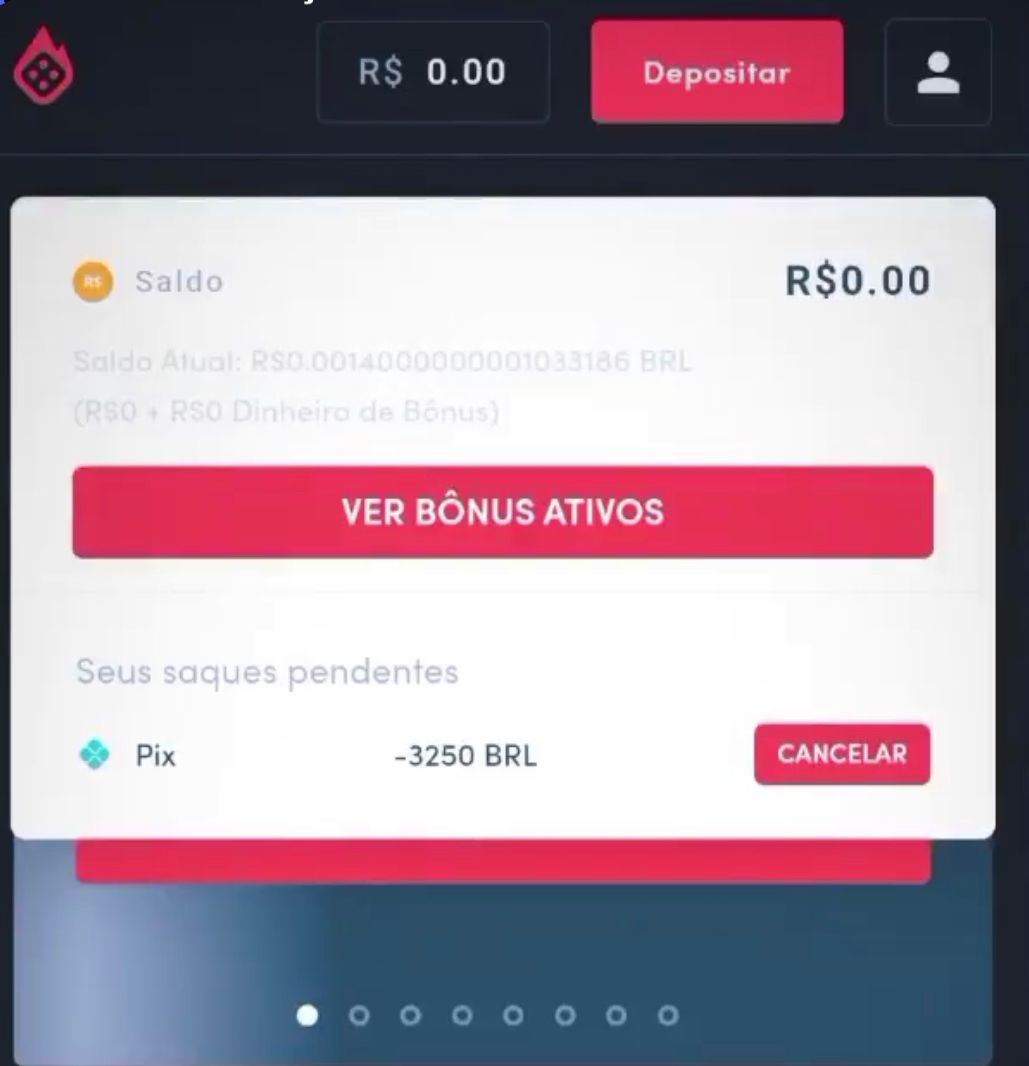 R$ 0.00
Depositar
R$ Saldo R$0.00
Saldo Atual: R$0.0014000000001033186 BRL
(R$0 + R$0 Dinheiro de Bônus)
VER BÔNUS ATIVOS
Seus saques pendentes
Pix -3250 BRL CANCELAR